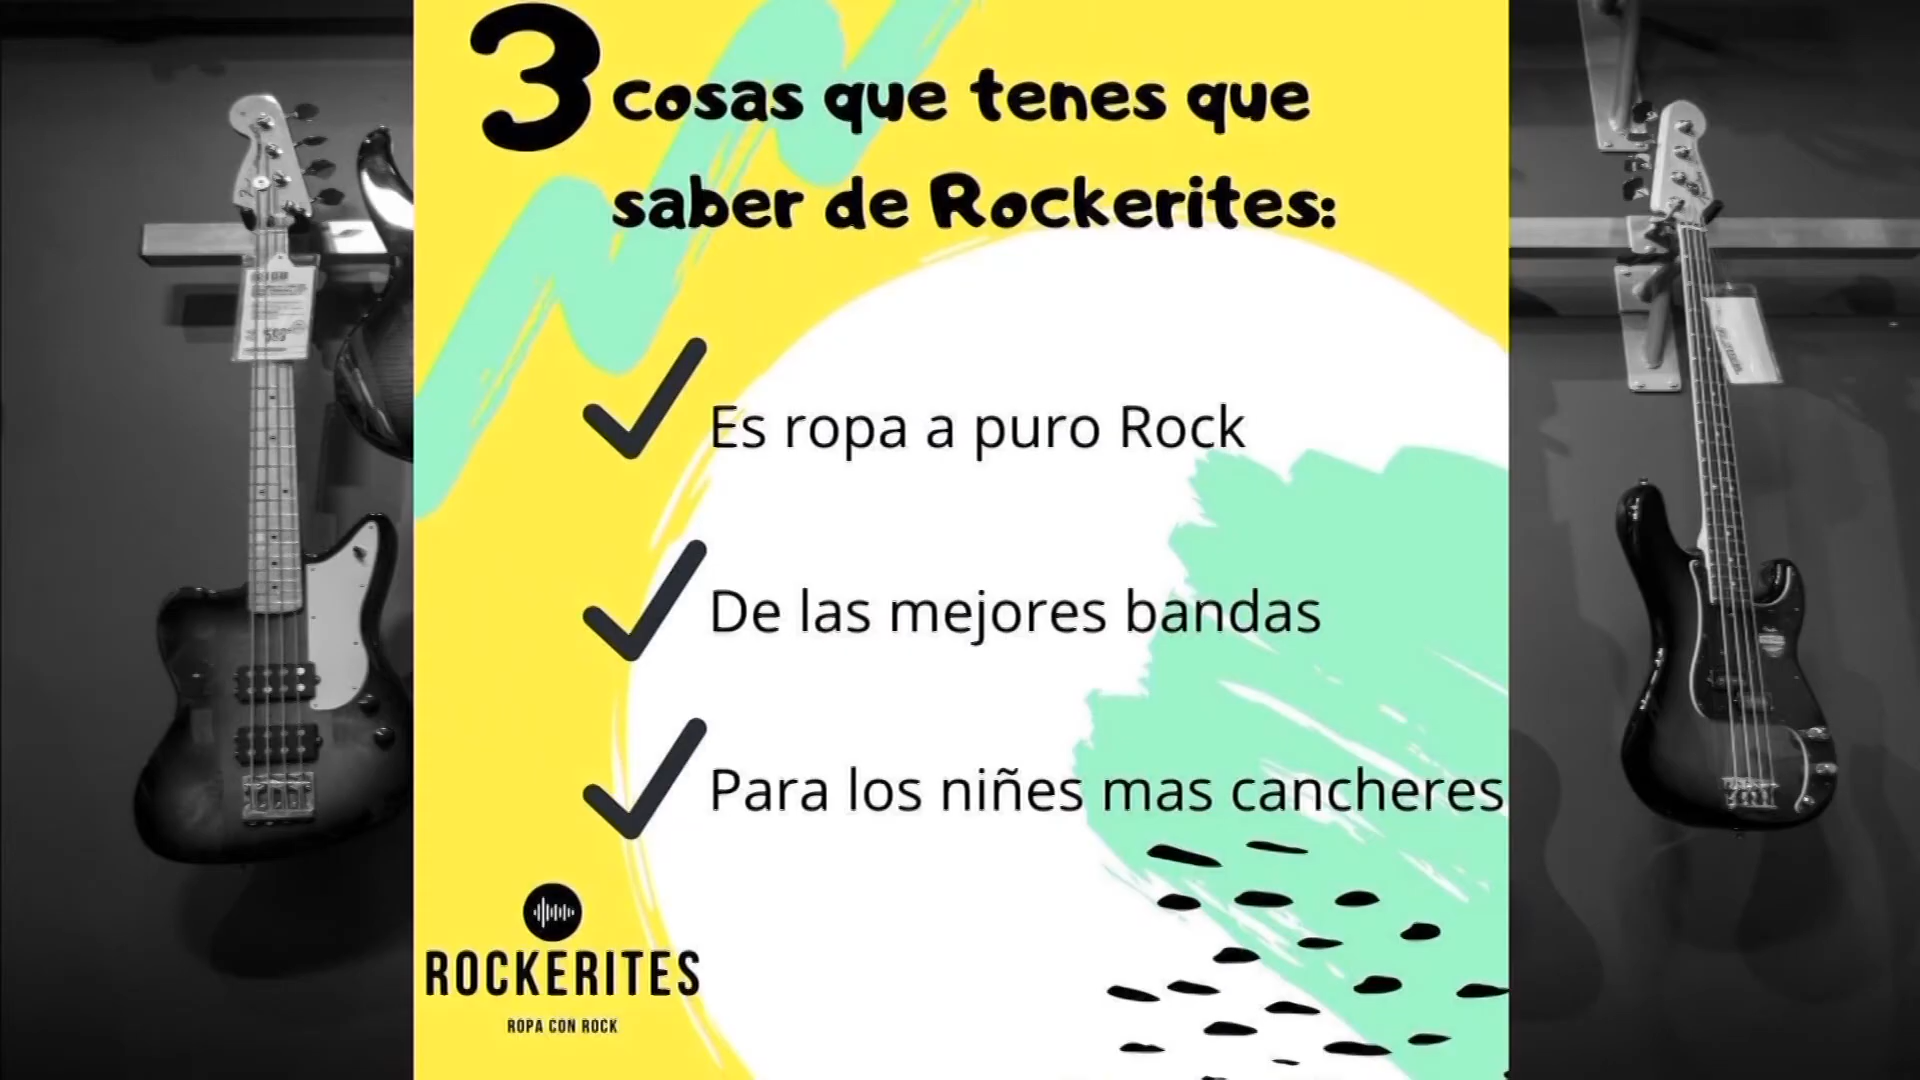 3 cosas que tenes que
saber de Rockerites:
Es ropa a puro Rock
De las mejores bandas
Para los niñes mas cancheres
ROCKERITES
ROPA CON ROCK